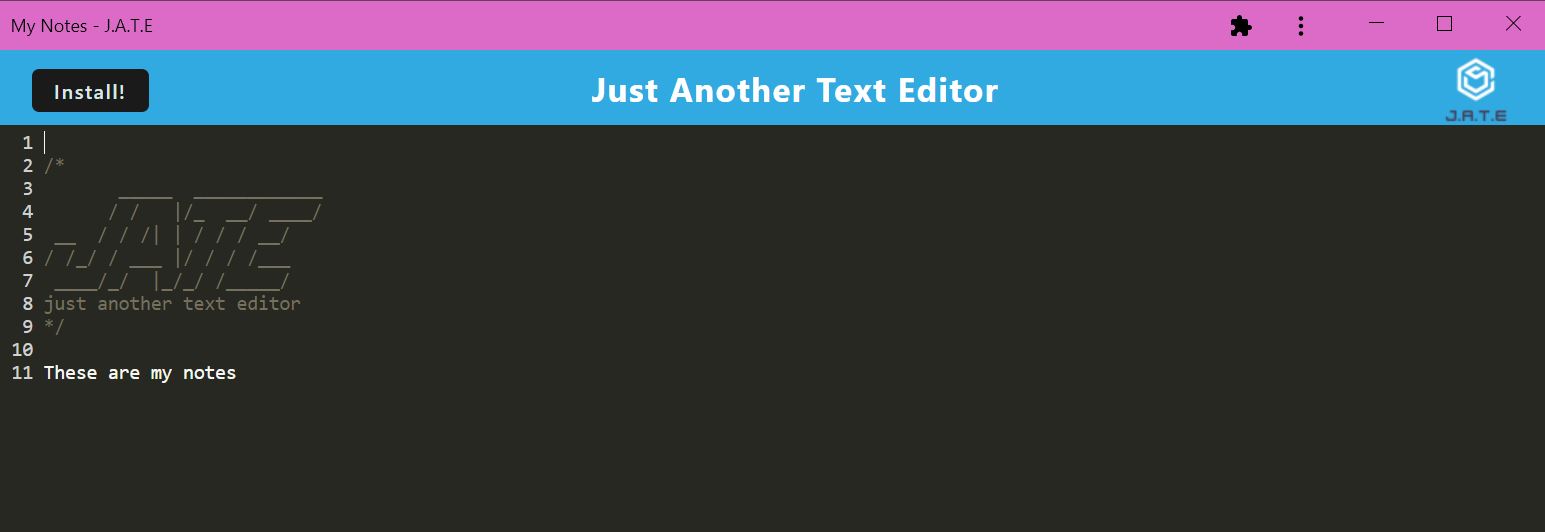 My Notes - J.A.T.E
Install!
Just Another Text Editor
J.A.T.E
1
2 /*
3        _____  ____________
4       / /   |/_  __/ ____/
5  __  / / /| | / / / __/
6 / /_/ / ___ |/ / / /___
7  ____/_/  |_/_/ /_____/
8 just another text editor
9 */
10
11 These are my notes